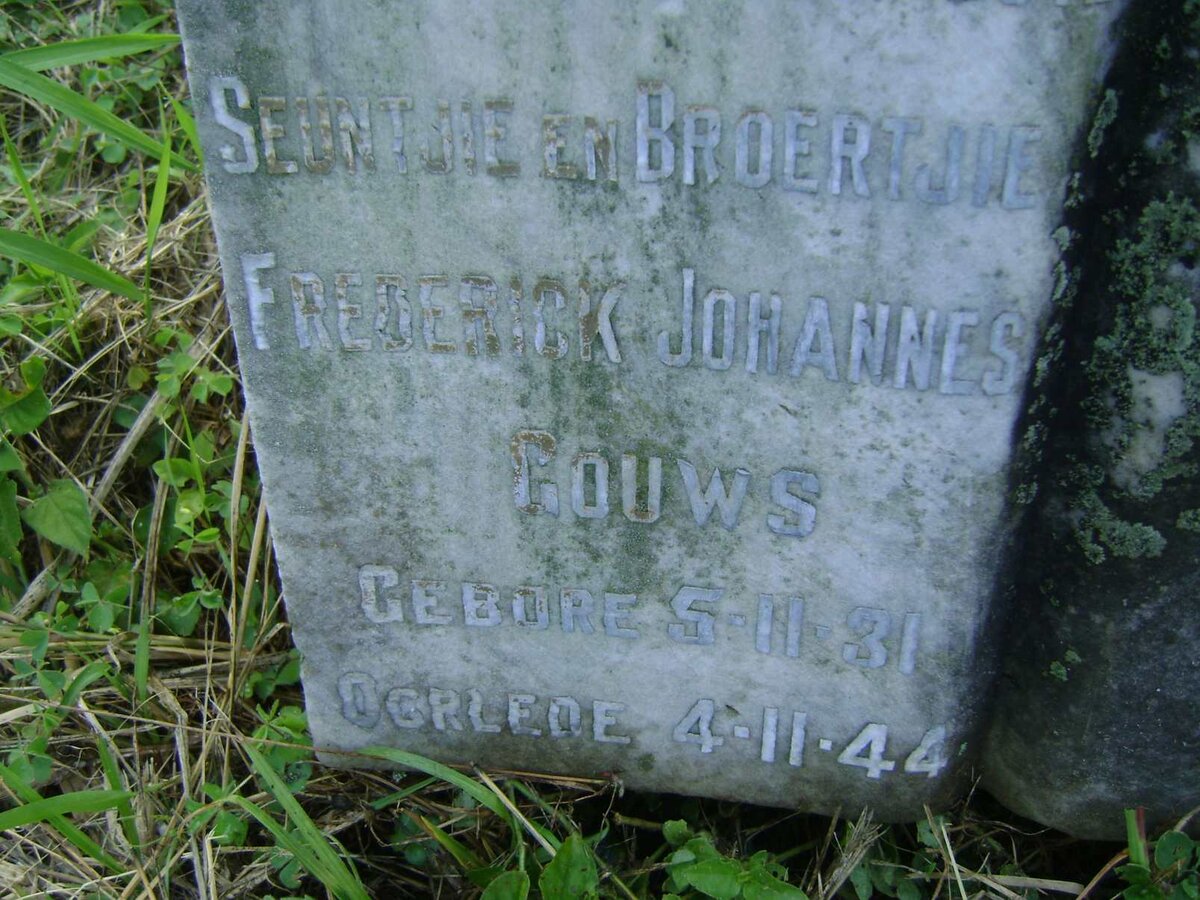 SEUNTJIE EN BROERTJIE
FREDERICK JOHANNES
GOUWS
GEBORE 5-11-31
OORLEDE 4-11-44